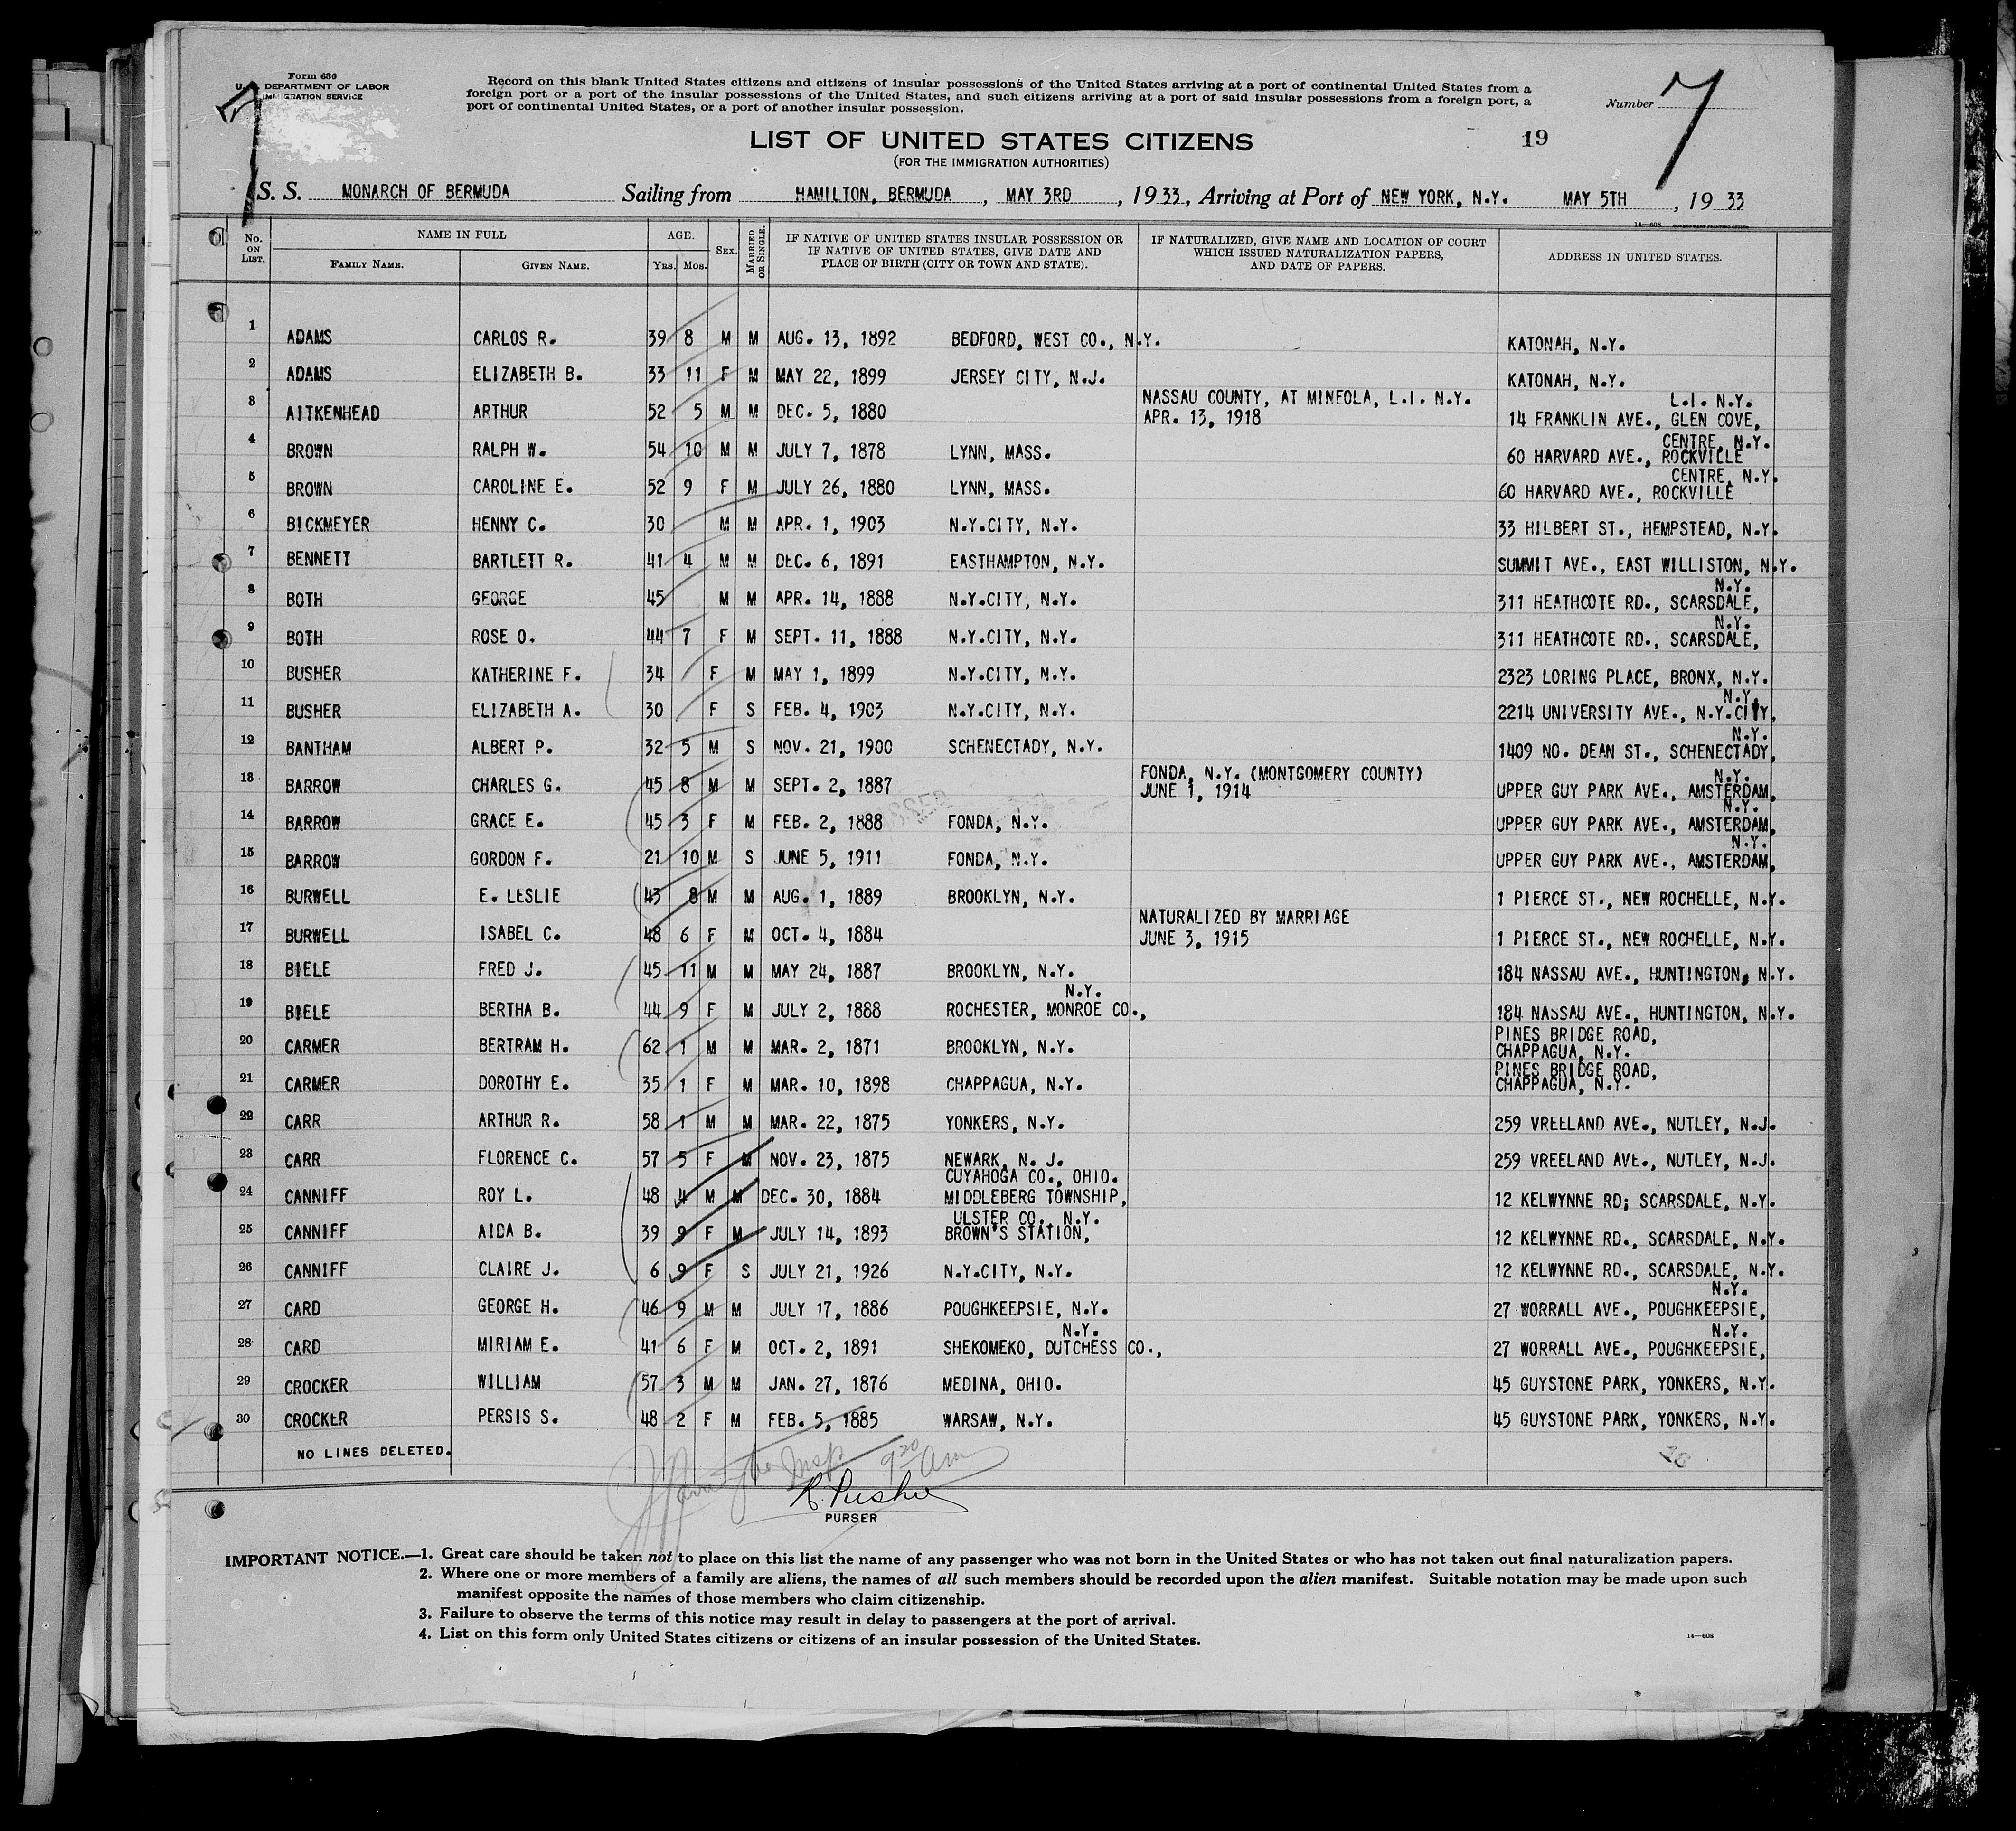 Form 630
U. S. DEPARTMENT OF LABOR
IMMIGRATION SERVICE
Record on this blank United States citizens and citizens of insular possessions of the United States arriving at a port of continental United States from a
foreign port or a port of the insular possessions of the United States, and such citizens arriving at a port of said insular possessions from a foreign port, a
port of continental United States, or a port of another insular possession.
Number 7
7
LIST OF UNITED STATES CITIZENS
19
(FOR THE IMMIGRATION AUTHORITIES)
S. S. MONARCH OF BERMUDA Sailing from HAMILTON, BERMUDA, MAY 3RD, 1933, Arriving at Port of NEW YORK, N.Y. MAY 5TH, 1933
14—608 GOVERNMENT PRINTING OFFICE
No. ON LIST. NAME IN FULL FAMILY NAME. GIVEN NAME. AGE. YRS. MOS. SEX. MARRIED OR SINGLE. IF NATIVE OF UNITED STATES INSULAR POSSESSION OR IF NATIVE OF UNITED STATES, GIVE DATE AND PLACE OF BIRTH (CITY OR TOWN AND STATE). IF NATURALIZED, GIVE NAME AND LOCATION OF COURT WHICH ISSUED NATURALIZATION PAPERS, AND DATE OF PAPERS. ADDRESS IN UNITED STATES.
1 ADAMS CARLOS R. 39 8 M M AUG. 13, 1892 BEDFORD, WEST CO., N.Y. KATONAH, N.Y.
2 ADAMS ELIZABETH B. 33 11 F M MAY 22, 1899 JERSEY CITY, N.J. KATONAH, N.Y.
NASSAU COUNTY, AT MINEOLA, L.I. N.Y. L.I. N.Y.
3 AITKENHEAD ARTHUR 52 5 M M DEC. 5, 1880 APR. 13, 1918 14 FRANKLIN AVE., GLEN COVE,
CENTRE, N.Y.
4 BROWN RALPH W. 54 10 M M JULY 7, 1878 LYNN, MASS. 60 HARVARD AVE., ROCKVILLE
CENTRE, N.Y.
5 BROWN CAROLINE E. 52 9 F M JULY 26, 1880 LYNN, MASS. 60 HARVARD AVE., ROCKVILLE
6 BICKMEYER HENNY C. 30 M M APR. 1, 1903 N.Y.CITY, N.Y. 33 HILBERT ST., HEMPSTEAD, N.Y.
7 BENNETT BARTLETT R. 41 4 M M DEC. 6, 1891 EASTHAMPTON, N.Y. SUMMIT AVE., EAST WILLISTON, N.Y.
N.Y.
8 BOTH GEORGE 45 M M APR. 14, 1888 N.Y.CITY, N.Y. 311 HEATHCOTE RD., SCARSDALE,
N.Y.
9 BOTH ROSE O. 44 7 F M SEPT. 11, 1888 N.Y.CITY, N.Y. 311 HEATHCOTE RD., SCARSDALE,
10 BUSHER KATHERINE F. 34 F M MAY 1, 1899 N.Y.CITY, N.Y. 2323 LORING PLACE, BRONX, N.Y.
N.Y.
11 BUSHER ELIZABETH A. 30 F S FEB. 4, 1903 N.Y.CITY, N.Y. 2214 UNIVERSITY AVE., N.Y.CITY,
N.Y.
12 BANTHAM ALBERT P. 32 5 M S NOV. 21, 1900 SCHENECTADY, N.Y. 1409 NO. DEAN ST., SCHENECTADY,
FONDA, N.Y. (MONTGOMERY COUNTY) N.Y.
13 BARROW CHARLES G. 45 8 M M SEPT. 2, 1887 JUNE 1, 1914 UPPER GUY PARK AVE., AMSTERDAM,
N.Y.
14 BARROW GRACE E. 45 3 F M FEB. 2, 1888 FONDA, N.Y. UPPER GUY PARK AVE., AMSTERDAM,
N.Y.
15 BARROW GORDON F. 21 10 M S JUNE 5, 1911 FONDA, N.Y. UPPER GUY PARK AVE., AMSTERDAM,
16 BURWELL E. LESLIE 43 8 M M AUG. 1, 1889 BROOKLYN, N.Y. 1 PIERCE ST., NEW ROCHELLE, N.Y.
NATURALIZED BY MARRIAGE
17 BURWELL ISABEL C. 48 6 F M OCT. 4, 1884 JUNE 3, 1915 1 PIERCE ST., NEW ROCHELLE, N.Y.
18 BIELE FRED J. 45 11 M M MAY 24, 1887 BROOKLYN, N.Y. 184 NASSAU AVE., HUNTINGTON, N.Y.
N.Y.
19 BIELE BERTHA B. 44 9 F M JULY 2, 1888 ROCHESTER, MONROE CO., 184 NASSAU AVE., HUNTINGTON, N.Y.
PINES BRIDGE ROAD,
20 CARMER BERTRAM H. 62 1 M M MAR. 2, 1871 BROOKLYN, N.Y. CHAPPAGUA, N.Y.
PINES BRIDGE ROAD,
21 CARMER DOROTHY E. 35 1 F M MAR. 10, 1898 CHAPPAGUA, N.Y. CHAPPAGUA, N.Y.
22 CARR ARTHUR R. 58 1 M M MAR. 22, 1875 YONKERS, N.Y. 259 VREELAND AVE., NUTLEY, N.J.
23 CARR FLORENCE C. 57 5 F M NOV. 23, 1875 NEWARK, N. J. 259 VREELAND AVE., NUTLEY, N.J.
CUYAHOGA CO., OHIO.
24 CANNIFF ROY L. 48 4 M M DEC. 30, 1884 MIDDLEBERG TOWNSHIP, 12 KELWYNNE RD; SCARSDALE, N.Y.
ULSTER CO., N.Y.
25 CANNIFF AIDA B. 39 9 F M JULY 14, 1893 BROWN'S STATION, 12 KELWYNNE RD., SCARSDALE, N.Y.
26 CANNIFF CLAIRE J. 6 9 F S JULY 21, 1926 N.Y.CITY, N.Y. 12 KELWYNNE RD., SCARSDALE, N.Y.
N.Y.
27 CARD GEORGE H. 46 9 M M JULY 17, 1886 POUGHKEEPSIE, N.Y. 27 WORRALL AVE., POUGHKEEPSIE,
N.Y. N.Y.
28 CARD MIRIAM E. 41 6 F M OCT. 2, 1891 SHEKOMEKO, DUTCHESS CO., 27 WORRALL AVE., POUGHKEEPSIE,
29 CROCKER WILLIAM 57 3 M M JAN. 27, 1876 MEDINA, OHIO. 45 GUYSTONE PARK, YONKERS, N.Y.
30 CROCKER PERSIS S. 48 2 F M FEB. 5, 1885 WARSAW, N.Y. 45 GUYSTONE PARK, YONKERS, N.Y.
NO LINES DELETED.
Insp 9 20 am
PURSER
IMPORTANT NOTICE.—1. Great care should be taken not to place on this list the name of any passenger who was not born in the United States or who has not taken out final naturalization papers.
2. Where one or more members of a family are aliens, the names of all such members should be recorded upon the alien manifest. Suitable notation may be made upon such
manifest opposite the names of those members who claim citizenship.
3. Failure to observe the terms of this notice may result in delay to passengers at the port of arrival.
4. List on this form only United States citizens or citizens of an insular possession of the United States.
14—608